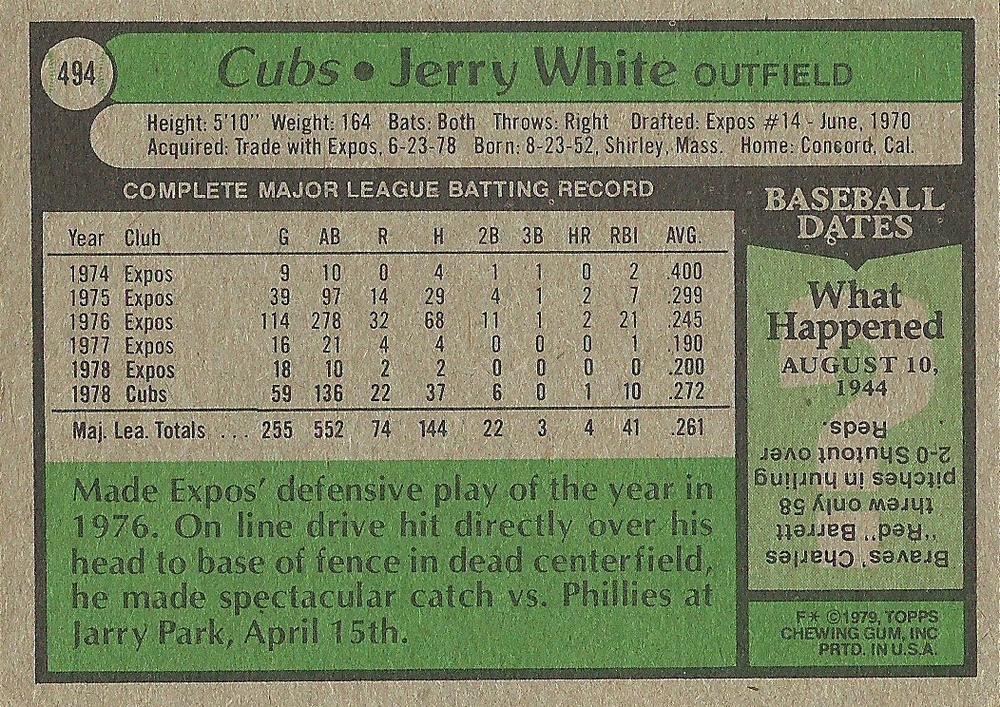 494
Cubs • Jerry White OUTFIELD
Height: 5'10" Weight: 164 Bats: Both Throws: Right Drafted: Expos #14 - June, 1970
Acquired: Trade with Expos, 6-23-78 Born: 8-23-52, Shirley, Mass. Home: Concord, Cal.
COMPLETE MAJOR LEAGUE BATTING RECORD
Year Club G AB R H 2B 3B HR RBI AVG.
1974 Expos 9 10 0 4 1 1 0 2 .400
1975 Expos 39 97 14 29 4 1 2 7 .299
1976 Expos 114 278 32 68 11 1 2 21 .245
1977 Expos 16 21 4 4 0 0 0 1 .190
1978 Expos 18 10 2 2 0 0 0 0 .200
1978 Cubs 59 136 22 37 6 0 1 10 .272
Maj. Lea. Totals ... 255 552 74 144 22 3 4 41 .261
Made Expos' defensive play of the year in
1976. On line drive hit directly over his
head to base of fence in dead centerfield,
he made spectacular catch vs. Phillies at
Jarry Park, April 15th.
BASEBALL
DATES
What
Happened
AUGUST 10,
1944
Braves' Charles
"Red" Barrett
threw only 58
pitches in hurling
2-0 Shutout over
Reds.
F* ©1979, TOPPS
CHEWING GUM, INC
PRTD. IN U.S.A.